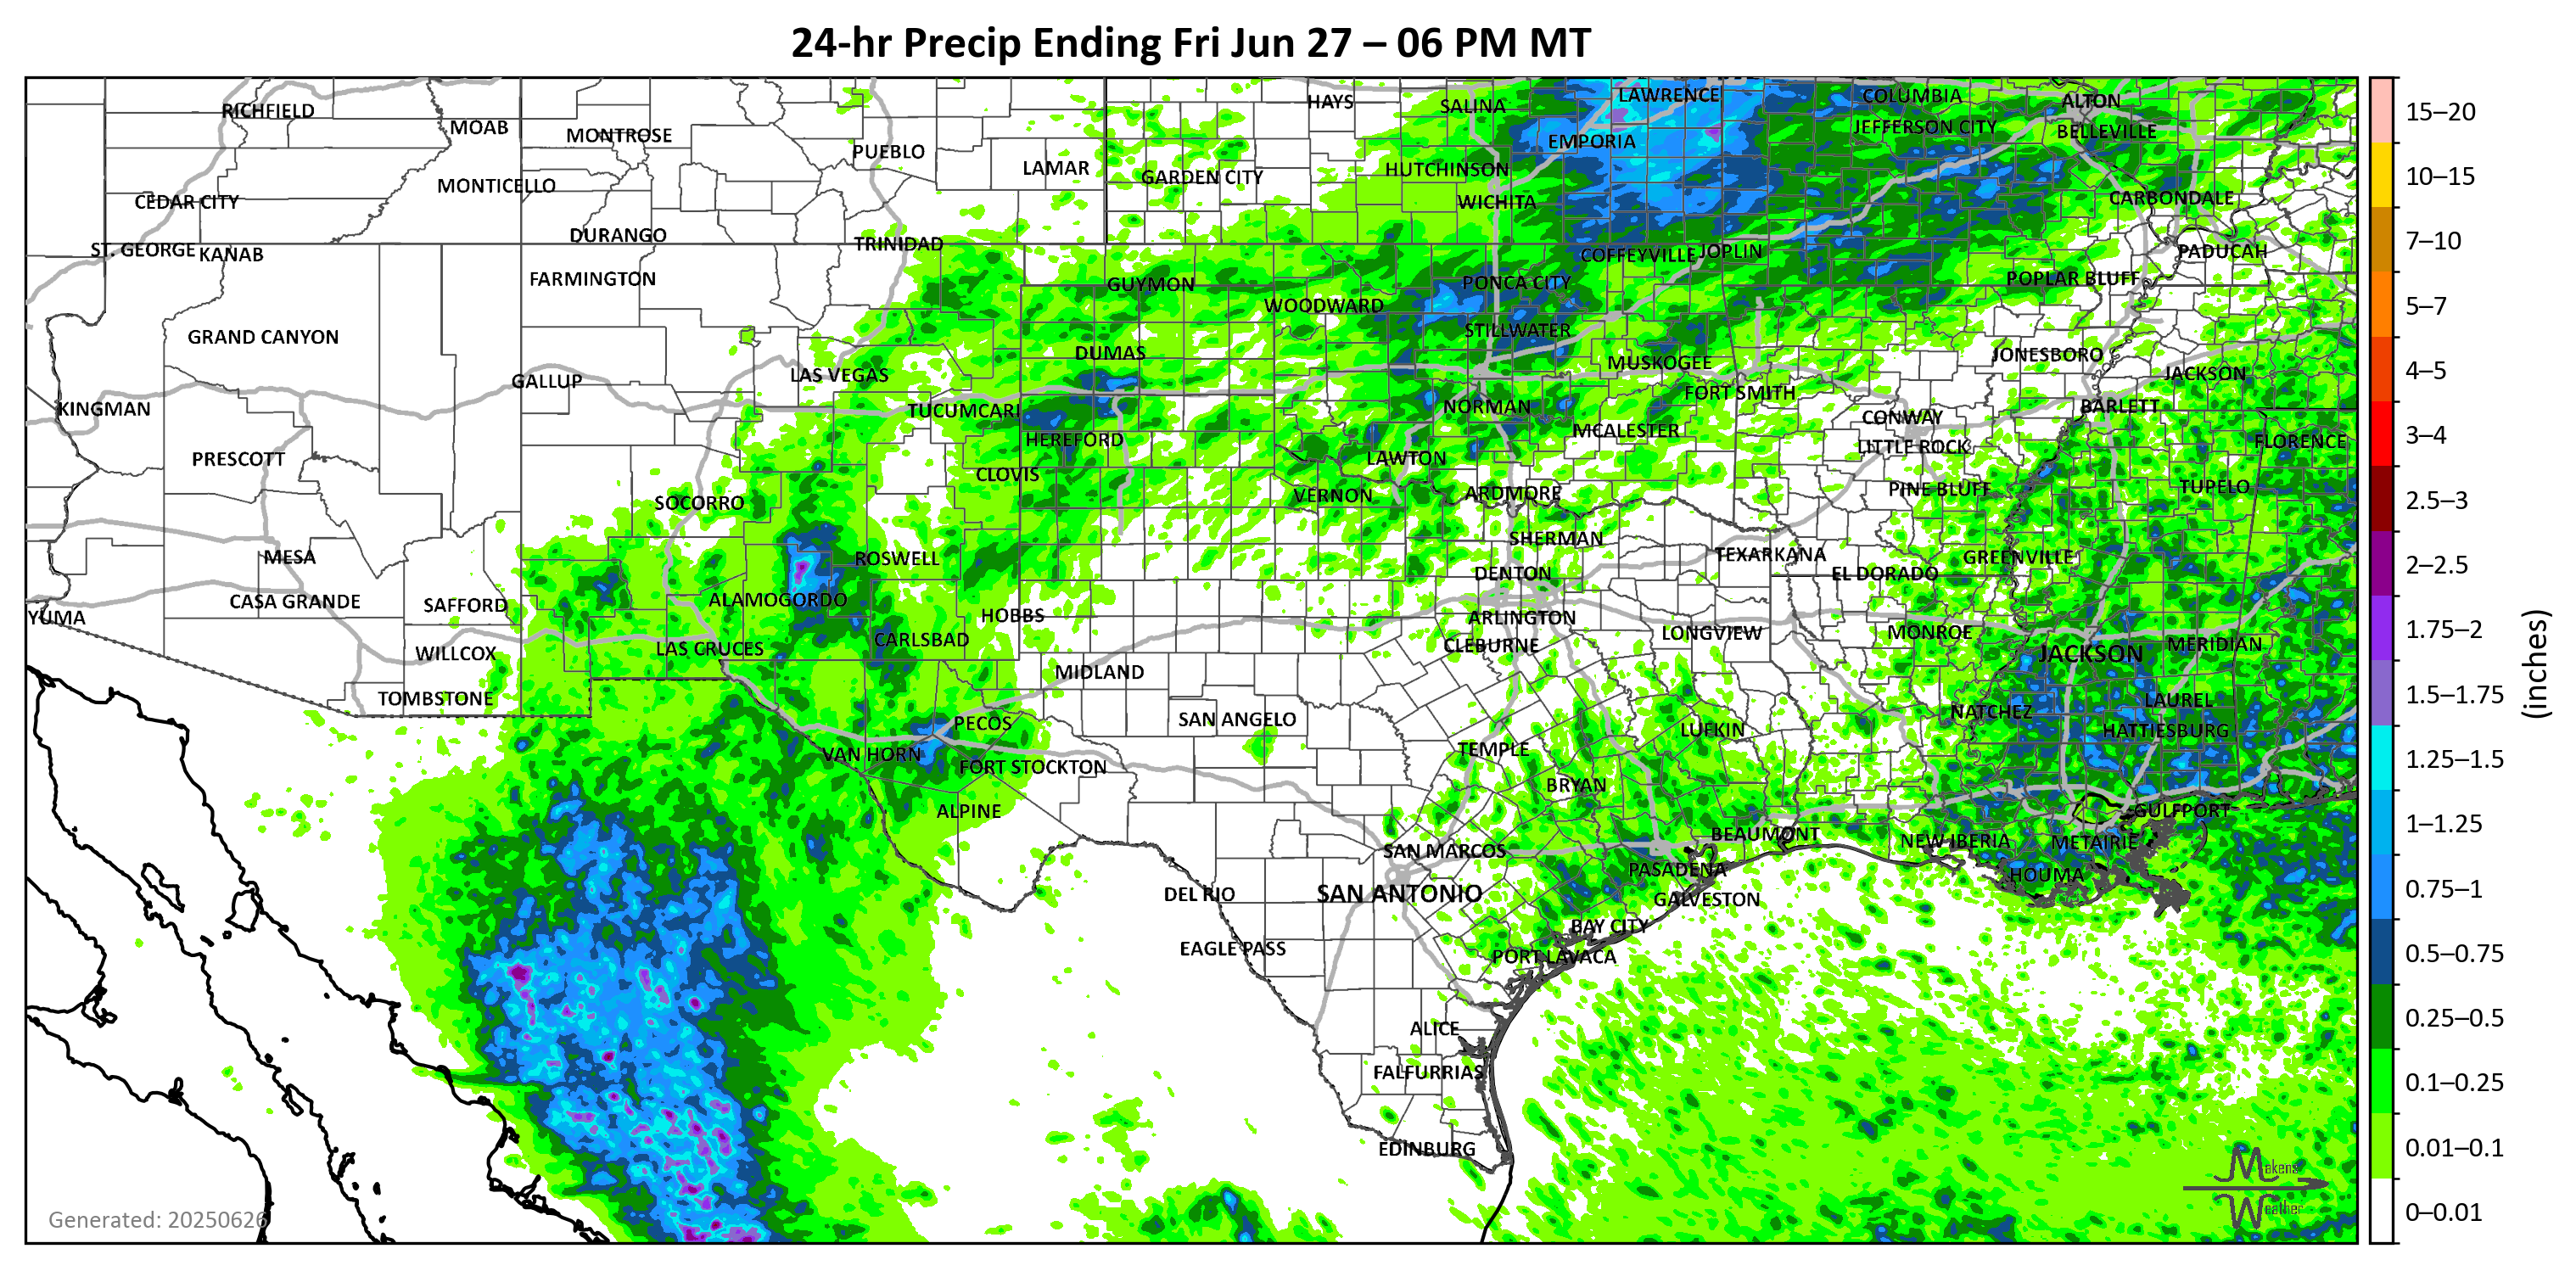 24-hr Precip Ending Fri Jun 27 – 06 PM MT
RICHFIELD
MOAB
MONTROSE
PUEBLO
LAMAR
HAYS
SALINA
LAWRENCE
COLUMBIA
ALTON
JEFFERSON CITY
BELLEVILLE
EMPORIA
HUTCHINSON
GARDEN CITY
MONTICELLO
CEDAR CITY
WICHITA
CARBONDALE
DURANGO
TRINIDAD
ST. GEORGE
KANAB
COFFEYVILLE
JOPLIN
PADUCAH
FARMINGTON
GUYMON
PONCA CITY
POPLAR BLUFF
WOODWARD
STILLWATER
GRAND CANYON
DUMAS
MUSKOGEE
JONESBORO
GALLUP
LAS VEGAS
JACKSON
FORT SMITH
KINGMAN
TUCUMCARI
NORMAN
CONWAY
BARLETT
HEREFORD
MCALESTER
LITTLE ROCK
FLORENCE
PRESCOTT
CLOVIS
LAWTON
SOCORRO
VERNON
ARDMORE
PINE BLUFF
TUPELO
MESA
ROSWELL
SHERMAN
TEXARKANA
GREENVILLE
DENTON
EL DORADO
CASA GRANDE
SAFFORD
ALAMOGORDO
YUMA
HOBBS
ARLINGTON
CARLSBAD
LONGVIEW
MONROE
WILLCOX
LAS CRUCES
CLEBURNE
JACKSON
MERIDIAN
MIDLAND
TOMBSTONE
PECOS
SAN ANGELO
NATCHEZ
LAUREL
HATTIESBURG
LUFKIN
VAN HORN
FORT STOCKTON
TEMPLE
BRYAN
ALPINE
GULFPORT
BEAUMONT
NEW IBERIA
METAIRIE
SAN MARCOS
PASADENA
HOUMA
DEL RIO
SAN ANTONIO
GALVESTON
BAY CITY
EAGLE PASS
PORT LAVACA
ALICE
FALFURRIAS
EDINBURG
Generated: 20250626
Makens
Weather
15–20
10–15
7–10
5–7
4–5
3–4
2.5–3
2–2.5
1.75–2
1.5–1.75
1.25–1.5
1–1.25
0.75–1
0.5–0.75
0.25–0.5
0.1–0.25
0.01–0.1
0–0.01
(inches)